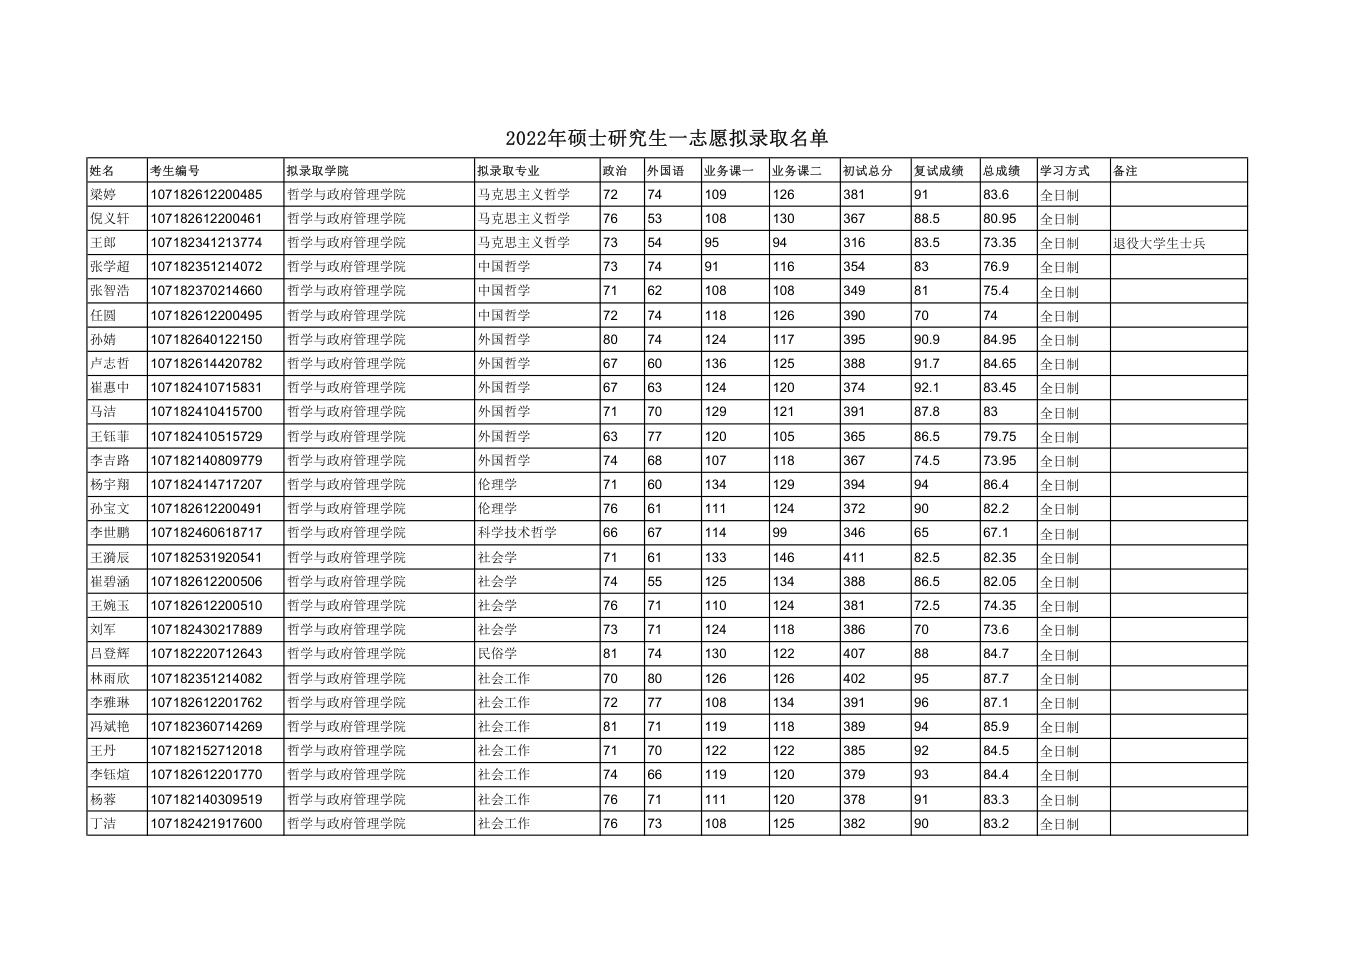 2022年硕士研究生一志愿拟录取名单
姓名 考生编号 拟录取学院 拟录取专业 政治 外国语 业务课一 业务课二 初试总分 复试成绩 总成绩 学习方式 备注
梁婷 107182612200485 哲学与政府管理学院 马克思主义哲学 72 74 109 126 381 91 83.6 全日制
倪义轩 107182612200461 哲学与政府管理学院 马克思主义哲学 76 53 108 130 367 88.5 80.95 全日制
王郎 107182341213774 哲学与政府管理学院 马克思主义哲学 73 54 95 94 316 83.5 73.35 全日制 退役大学生士兵
张学超 107182351214072 哲学与政府管理学院 中国哲学 73 74 91 116 354 83 76.9 全日制
张智浩 107182370214660 哲学与政府管理学院 中国哲学 71 62 108 108 349 81 75.4 全日制
任圆 107182612200495 哲学与政府管理学院 中国哲学 72 74 118 126 390 70 74 全日制
孙婧 107182640122150 哲学与政府管理学院 外国哲学 80 74 124 117 395 90.9 84.95 全日制
卢志哲 107182614420782 哲学与政府管理学院 外国哲学 67 60 136 125 388 91.7 84.65 全日制
崔惠中 107182410715831 哲学与政府管理学院 外国哲学 67 63 124 120 374 92.1 83.45 全日制
马洁 107182410415700 哲学与政府管理学院 外国哲学 71 70 129 121 391 87.8 83 全日制
王钰菲 107182410515729 哲学与政府管理学院 外国哲学 63 77 120 105 365 86.5 79.75 全日制
李吉路 107182140809779 哲学与政府管理学院 外国哲学 74 68 107 118 367 74.5 73.95 全日制
杨宇翔 107182414717207 哲学与政府管理学院 伦理学 71 60 134 129 394 94 86.4 全日制
孙宝文 107182612200491 哲学与政府管理学院 伦理学 76 61 111 124 372 90 82.2 全日制
李世鹏 107182460618717 哲学与政府管理学院 科学技术哲学 66 67 114 99 346 65 67.1 全日制
王漪辰 107182531920541 哲学与政府管理学院 社会学 71 61 133 146 411 82.5 82.35 全日制
崔碧涵 107182612200506 哲学与政府管理学院 社会学 74 55 125 134 388 86.5 82.05 全日制
王婉玉 107182612200510 哲学与政府管理学院 社会学 76 71 110 124 381 72.5 74.35 全日制
刘军 107182430217889 哲学与政府管理学院 社会学 73 71 124 118 386 70 73.6 全日制
吕登辉 107182220712643 哲学与政府管理学院 民俗学 81 74 130 122 407 88 84.7 全日制
林雨欣 107182351214082 哲学与政府管理学院 社会工作 70 80 126 126 402 95 87.7 全日制
李雅琳 107182612201762 哲学与政府管理学院 社会工作 72 77 108 134 391 96 87.1 全日制
冯斌艳 107182360714269 哲学与政府管理学院 社会工作 81 71 119 118 389 94 85.9 全日制
王丹 107182152712018 哲学与政府管理学院 社会工作 71 70 122 122 385 92 84.5 全日制
李钰煊 107182612201770 哲学与政府管理学院 社会工作 74 66 119 120 379 93 84.4 全日制
杨蓉 107182140309519 哲学与政府管理学院 社会工作 76 71 111 120 378 91 83.3 全日制
丁洁 107182421917600 哲学与政府管理学院 社会工作 76 73 108 125 382 90 83.2 全日制